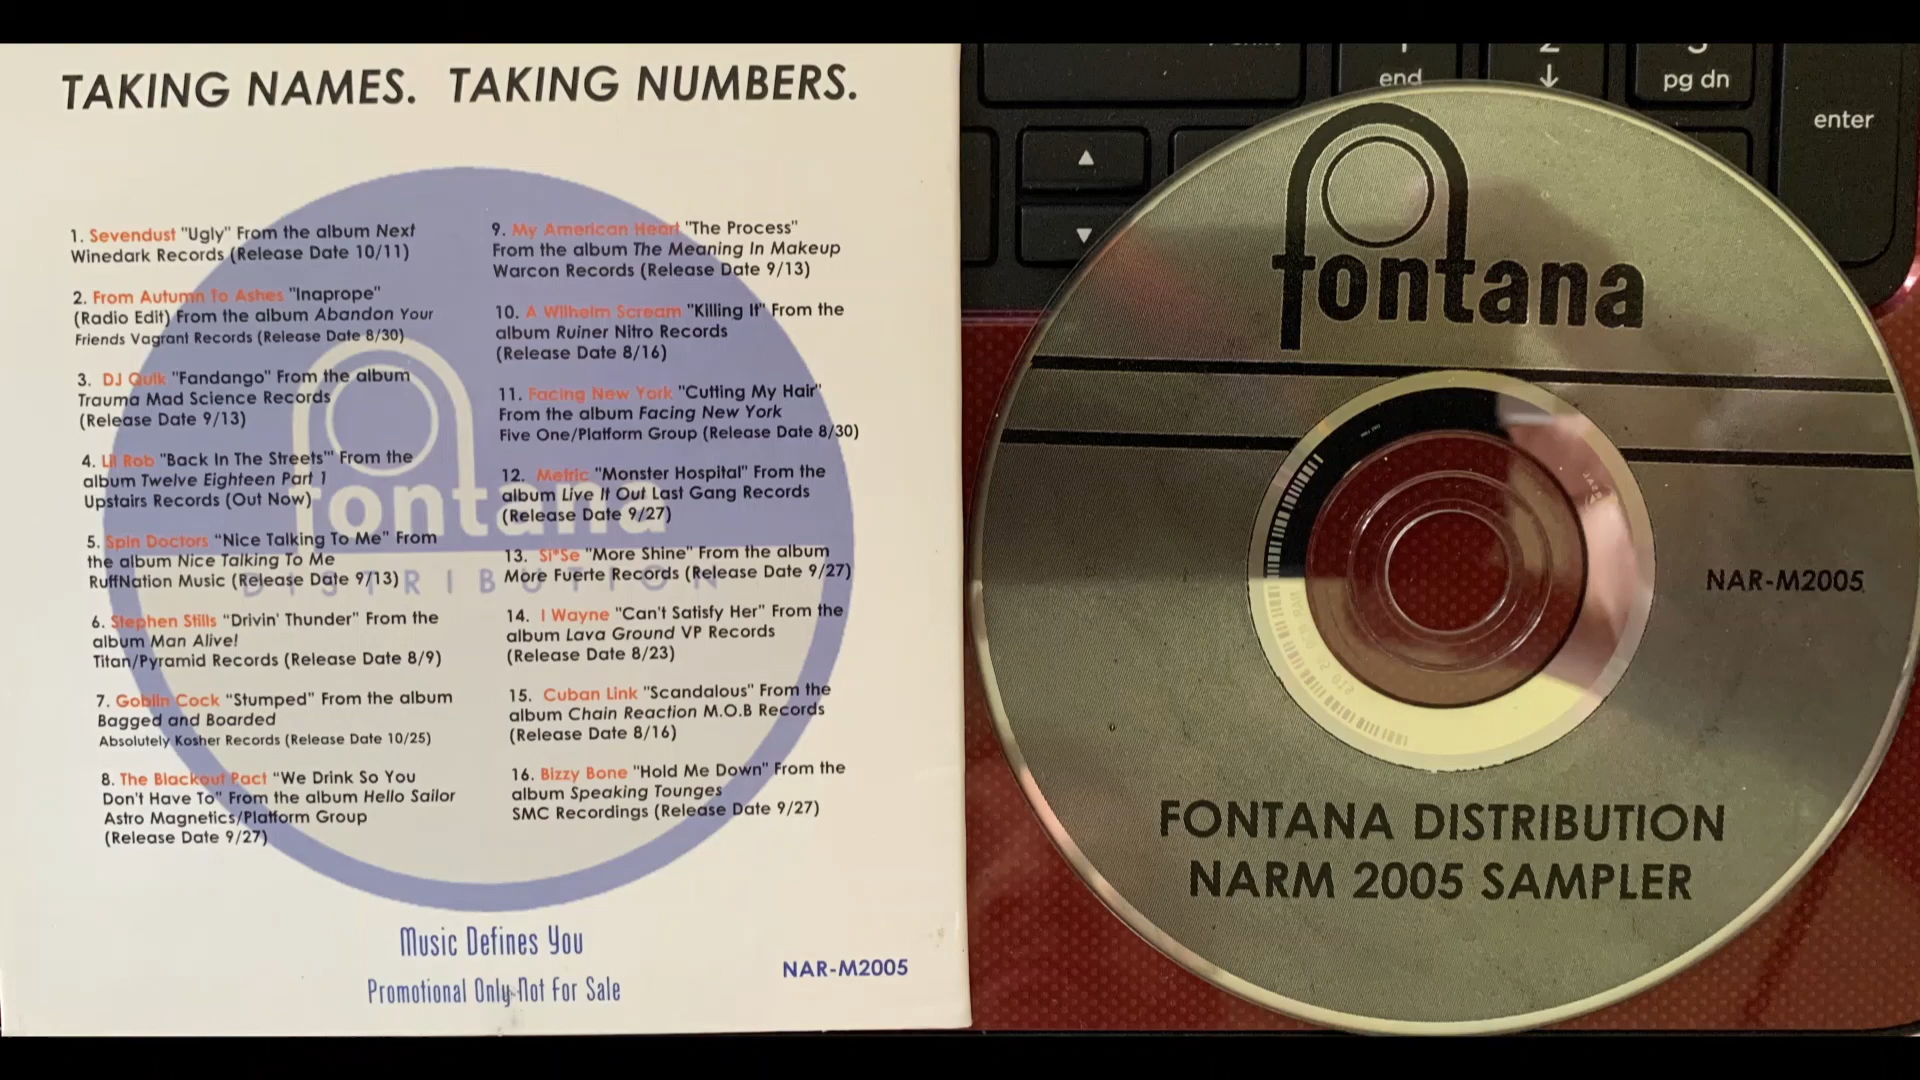 TAKING NAMES. TAKING NUMBERS.
1. Sevendust "Ugly" From the album Next
Winedark Records (Release Date 10/11)
2. From Autumn To Ashes "Inaprope"
(Radio Edit) From the album Abandon Your
Friends Vagrant Records (Release Date 8/30)
3. DJ Quik "Fandango" From the album
Trauma Mad Science Records
(Release Date 9/13)
4. Lil Rob "Back In The Streets"' From the
album Twelve Eighteen Part 1
Upstairs Records (Out Now)
5. Spin Doctors "Nice Talking To Me" From
the album Nice Talking To Me
RuffNation Music (Release Date 9/13)
6. Stephen Stills "Drivin' Thunder" From the
album Man Alive!
Titan/Pyramid Records (Release Date 8/9)
7. Goblin Cock "Stumped" From the album
Bagged and Boarded
Absolutely Kosher Records (Release Date 10/25)
8. The Blackout Pact "We Drink So You
Don't Have To" From the album Hello Sailor
Astro Magnetics/Platform Group
(Release Date 9/27)
9. My American Heart "The Process"
From the album The Meaning In Makeup
Warcon Records (Release Date 9/13)
10. A Wilhelm Scream "Killing It" From the
album Ruiner Nitro Records
(Release Date 8/16)
11. Facing New York "Cutting My Hair"
From the album Facing New York
Five One/Platform Group (Release Date 8/30)
12. Metric "Monster Hospital" From the
album Live It Out Last Gang Records
(Release Date 9/27)
13. Si*Se "More Shine" From the album
More Fuerte Records (Release Date 9/27)
14. I Wayne "Can't Satisfy Her" From the
album Lava Ground VP Records
(Release Date 8/23)
15. Cuban Link "Scandalous" From the
album Chain Reaction M.O.B Records
(Release Date 8/16)
16. Bizzy Bone "Hold Me Down" From the
album Speaking Tounges
SMC Recordings (Release Date 9/27)
fontana
DISTRIBUTION
Music Defines You
Promotional Only-Not For Sale
NAR-M2005
end
pg dn
enter
fontana
NAR-M2005
FONTANA DISTRIBUTION
NARM 2005 SAMPLER